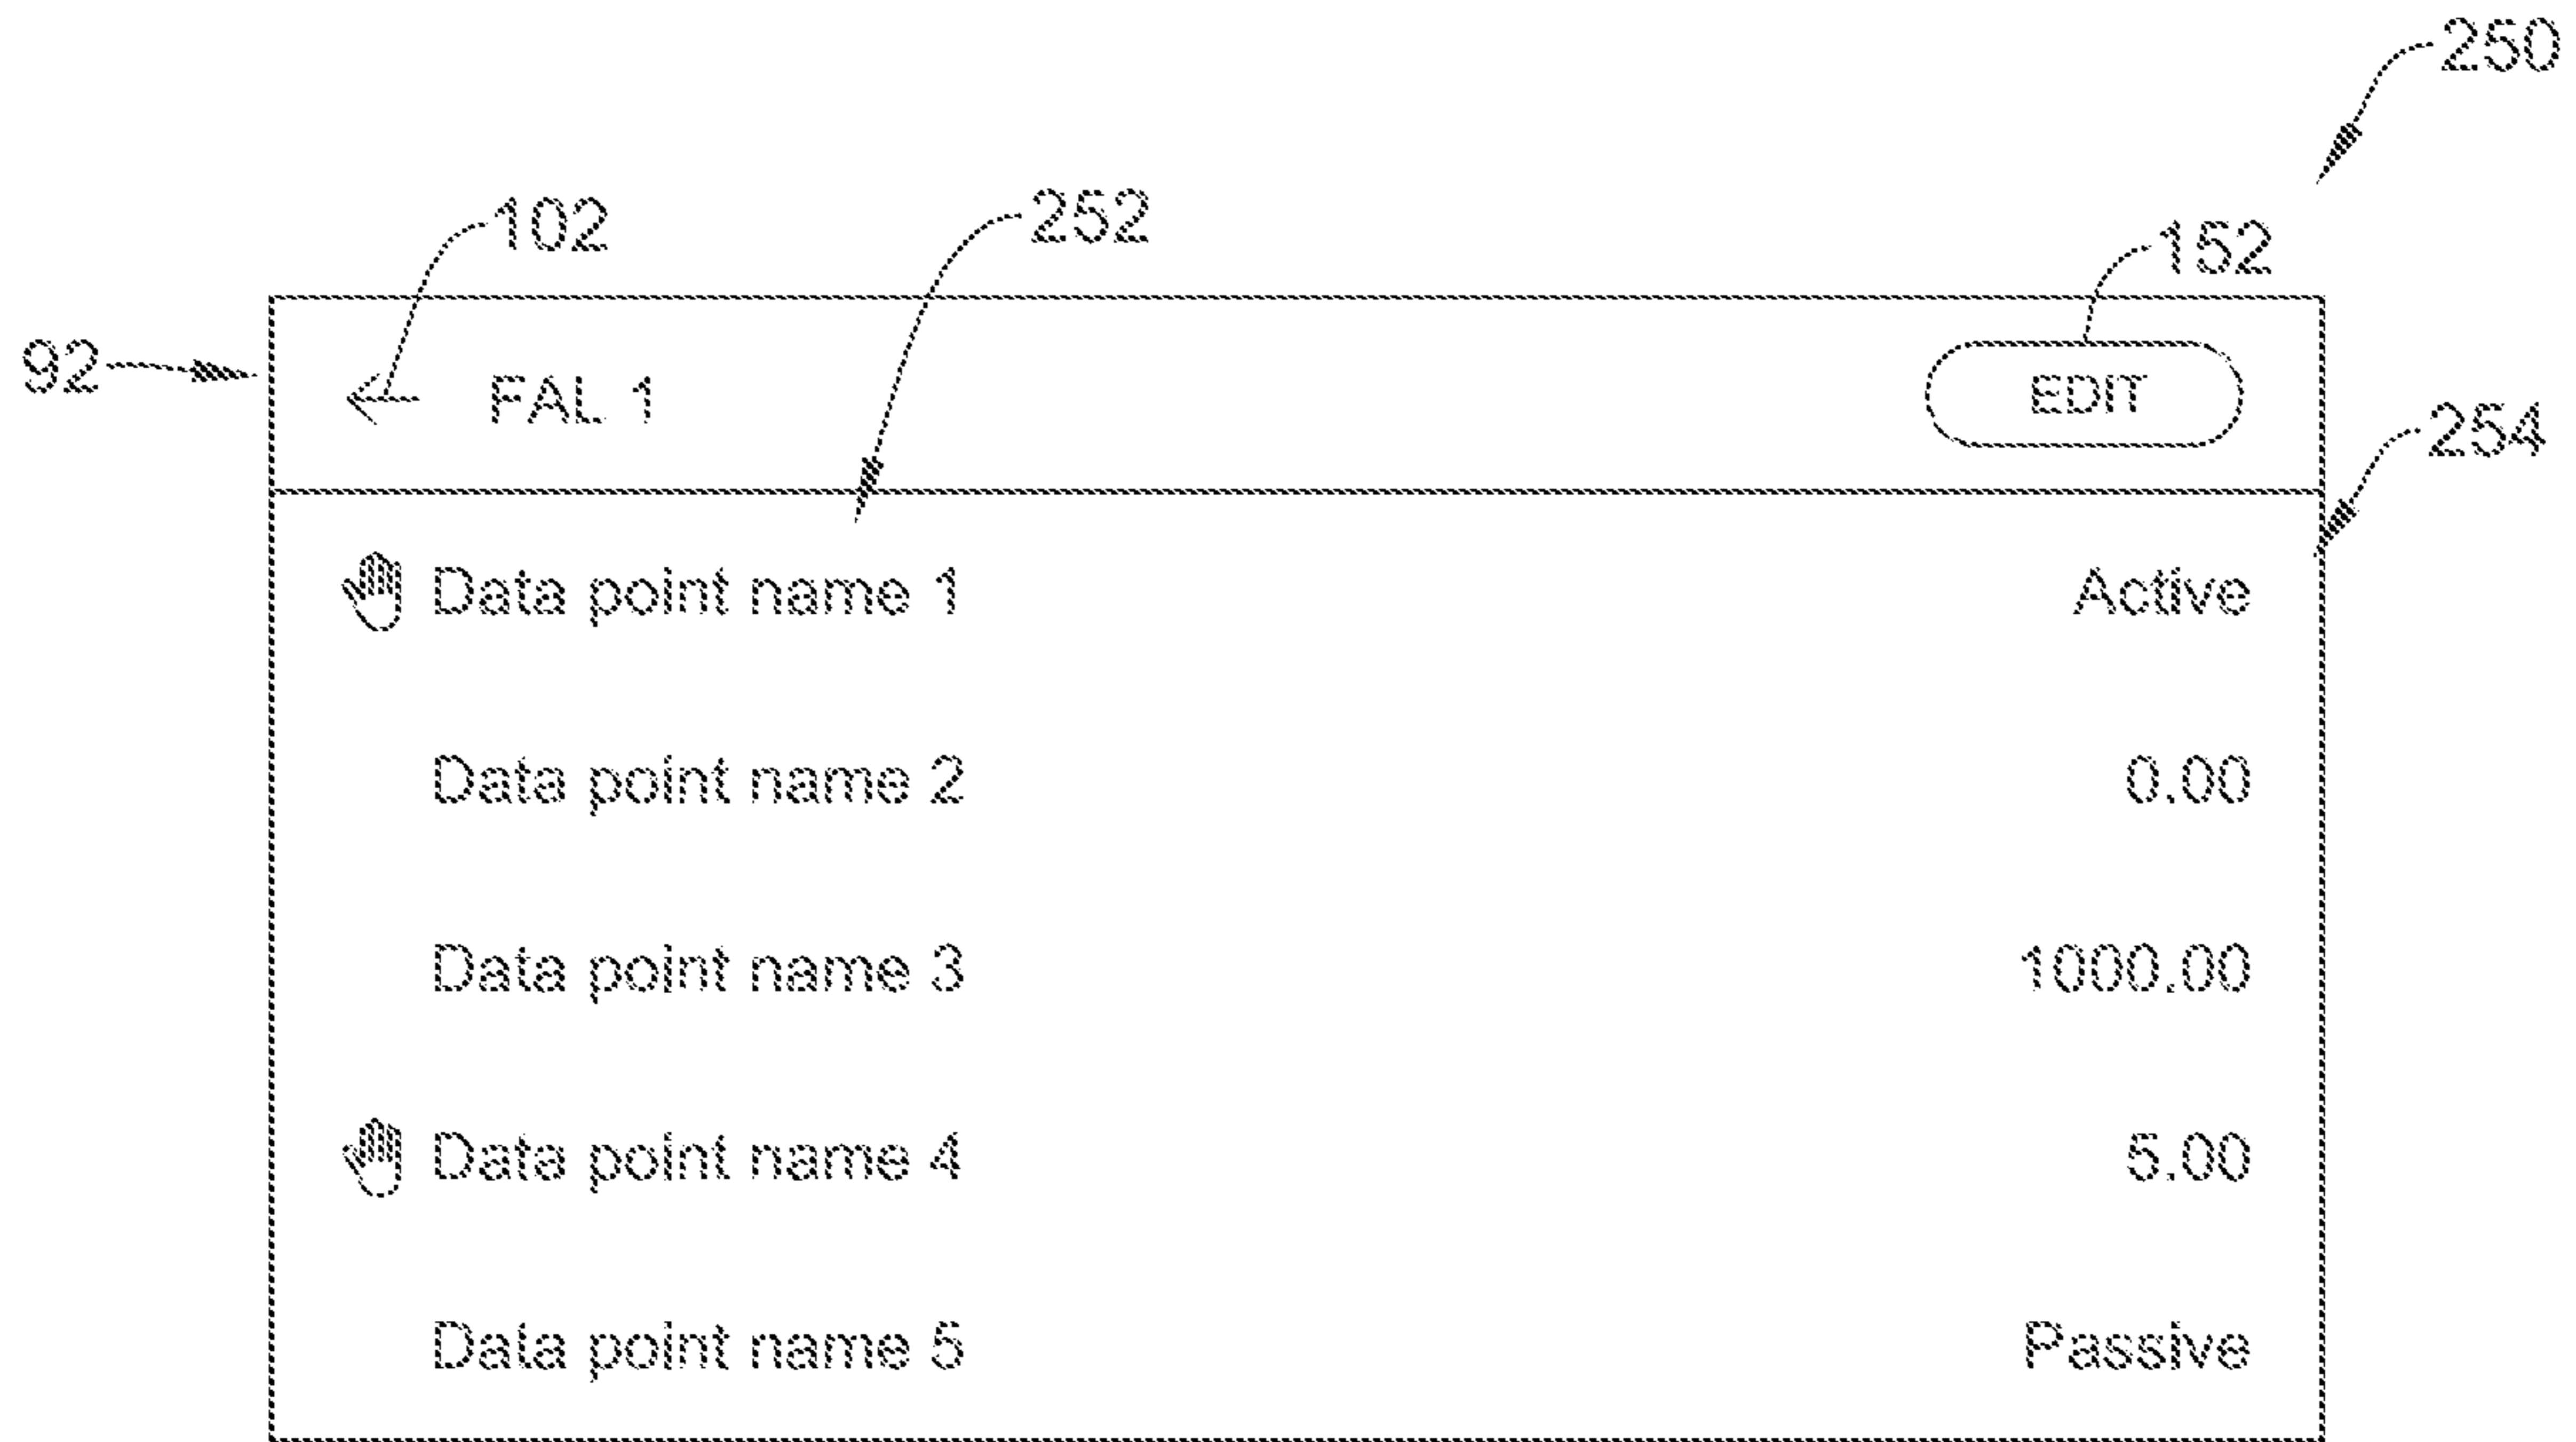 250
102
252
152
92
FAL 1
EDIT
254
Data point name 1 Active
Data point name 2 0.00
Data point name 3 1000.00
Data point name 4 5.00
Data point name 5 Passive